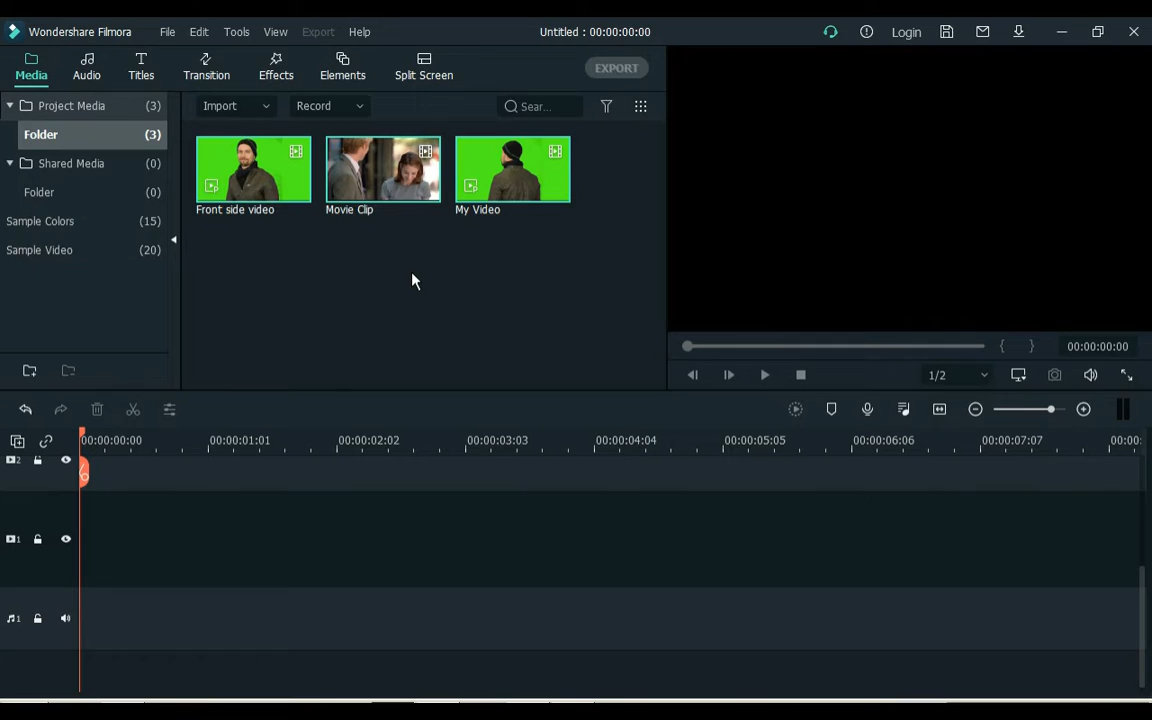 Wondershare Filmora File Edit Tools View Export Help Untitled : 00:00:00:00 Login
Media Audio Titles Transition Effects Elements Split Screen EXPORT
Project Media (3) Import Record Sear...
Folder (3)
Shared Media (0)
Folder (0)
Sample Colors (15)
Sample Video (20)
Front side video Movie Clip My Video
{ } 00:00:00:00
1/2
00:00:00:00 00:00:01:01 00:00:02:02 00:00:03:03 00:00:04:04 00:00:05:05 00:00:06:06 00:00:07:07 00:00:
2
1
1